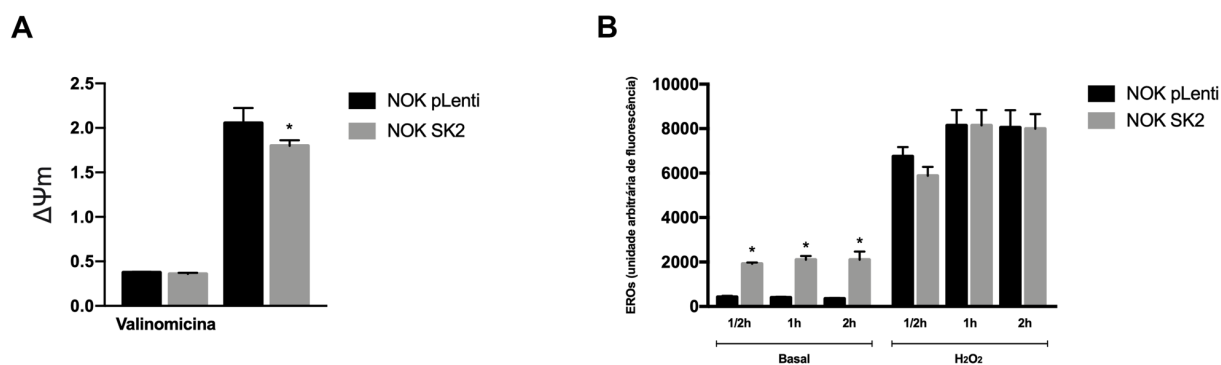 A
ΔΨm
2.5
2.0
1.5
1.0
0.5
0.0
Valinomicina
*
NOK pLenti
NOK SK2
B
EROs (unidade arbitrária de fluorescência)
10000
8000
6000
4000
2000
0
* * *
1/2h 1h 2h 1/2h 1h 2h
Basal H₂O₂
NOK pLenti
NOK SK2